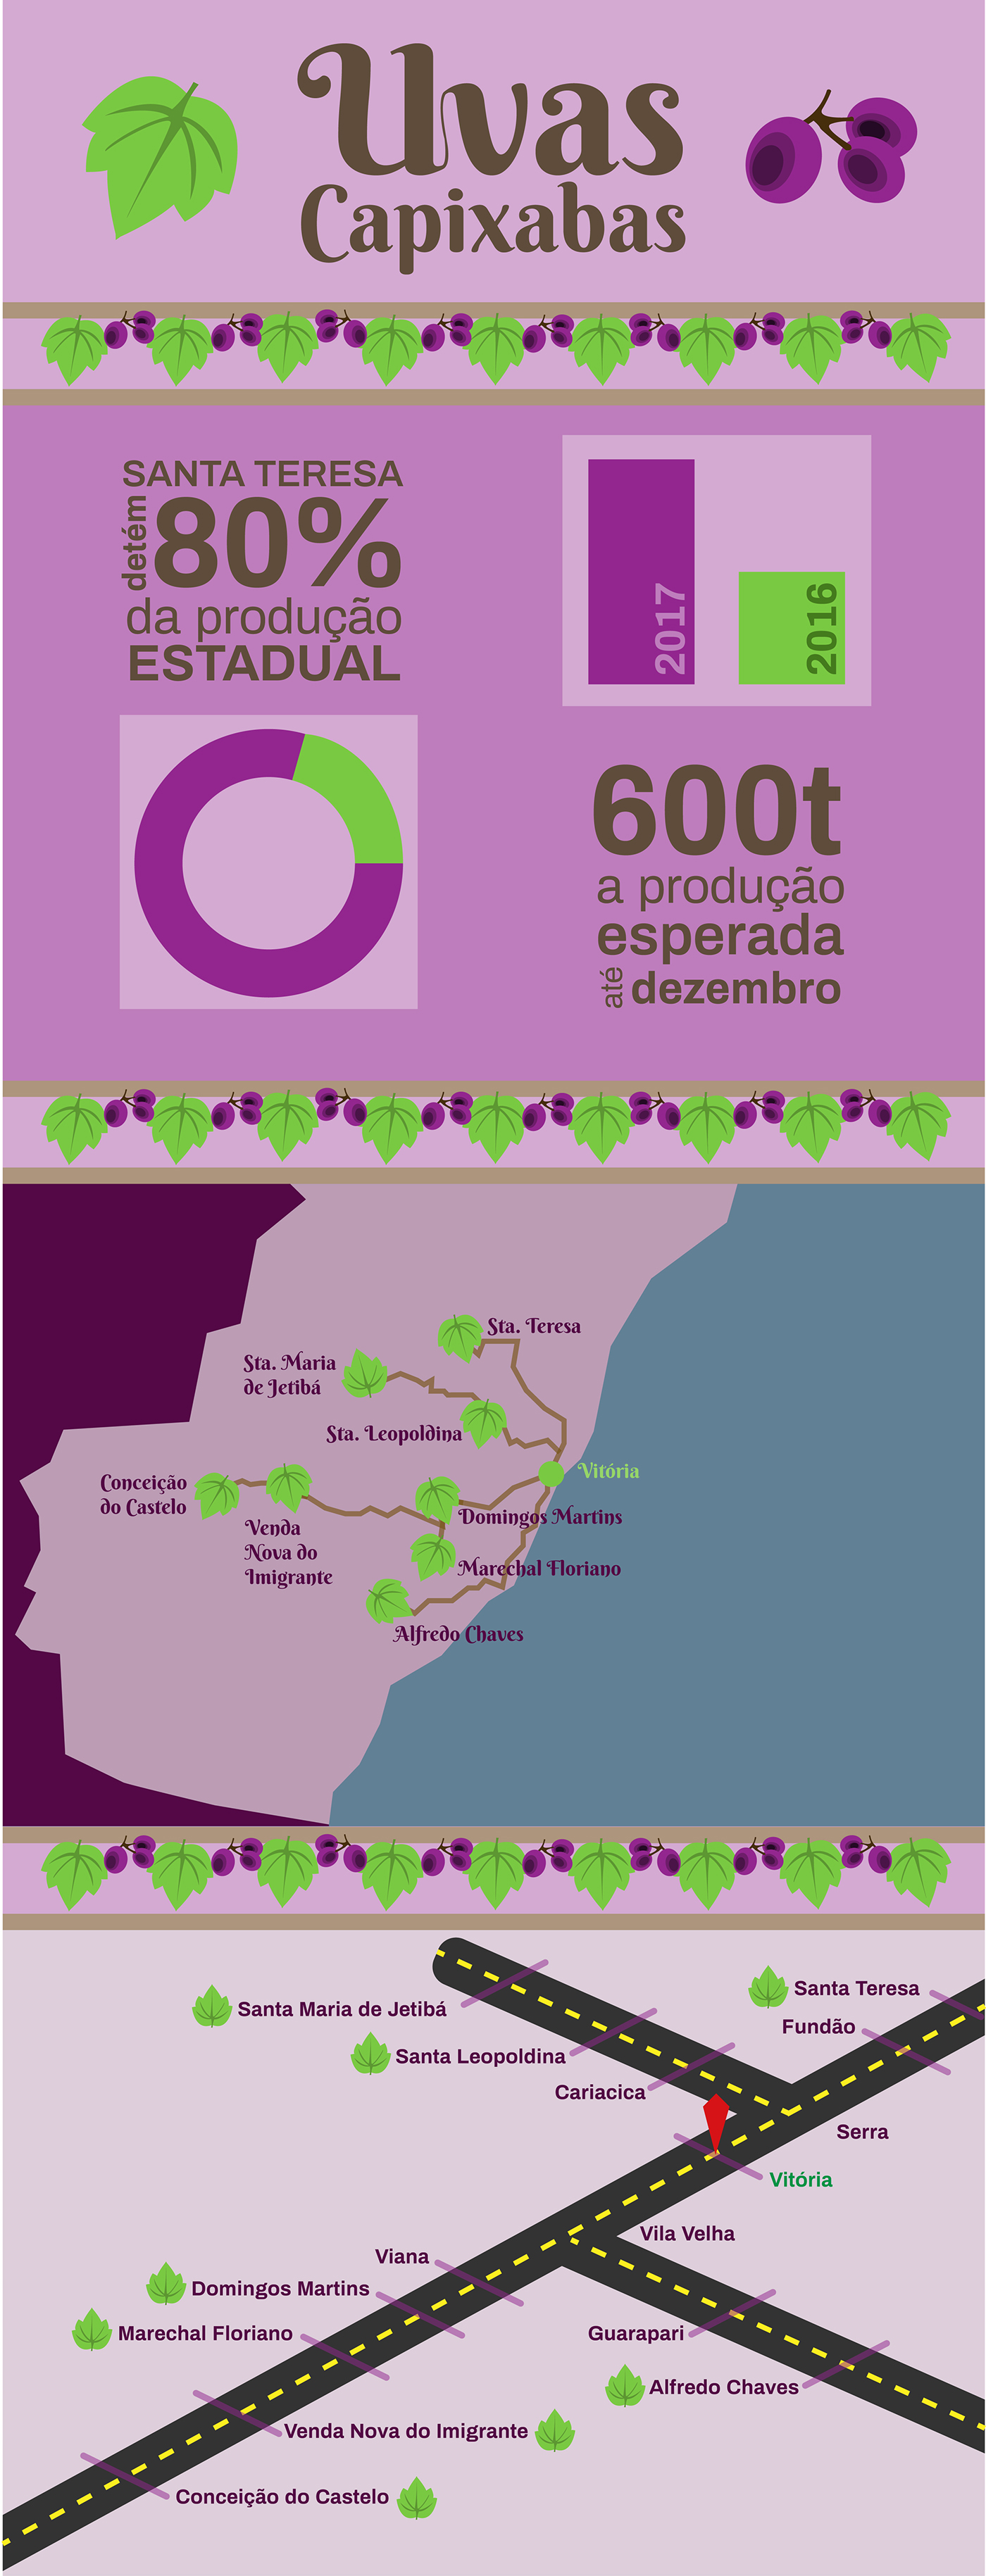 Uvas
Capixabas
SANTA TERESA
detém
80%
da produção
ESTADUAL
2017
2016
600t
a produção
esperada
até
dezembro
Sta. Teresa
Sta. Maria
de Jetibá
Sta. Leopoldina
Vitória
Conceição
do Castelo
Venda
Nova do
Imigrante
Domingos Martins
Marechal Floriano
Alfredo Chaves
Santa Teresa
Santa Maria de Jetibá
Fundão
Santa Leopoldina
Cariacica
Serra
Vitória
Vila Velha
Viana
Domingos Martins
Marechal Floriano
Guarapari
Alfredo Chaves
Venda Nova do Imigrante
Conceição do Castelo